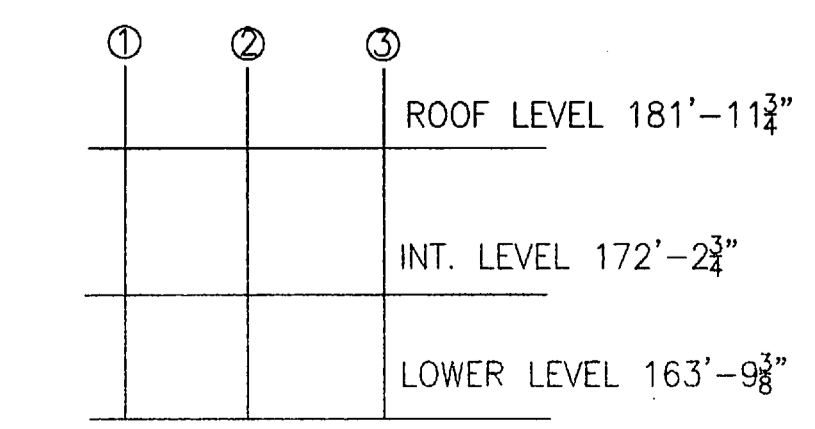 ① ② ③
ROOF LEVEL 181'-11¾"
INT. LEVEL 172'-2¾"
LOWER LEVEL 163'-9⅜"